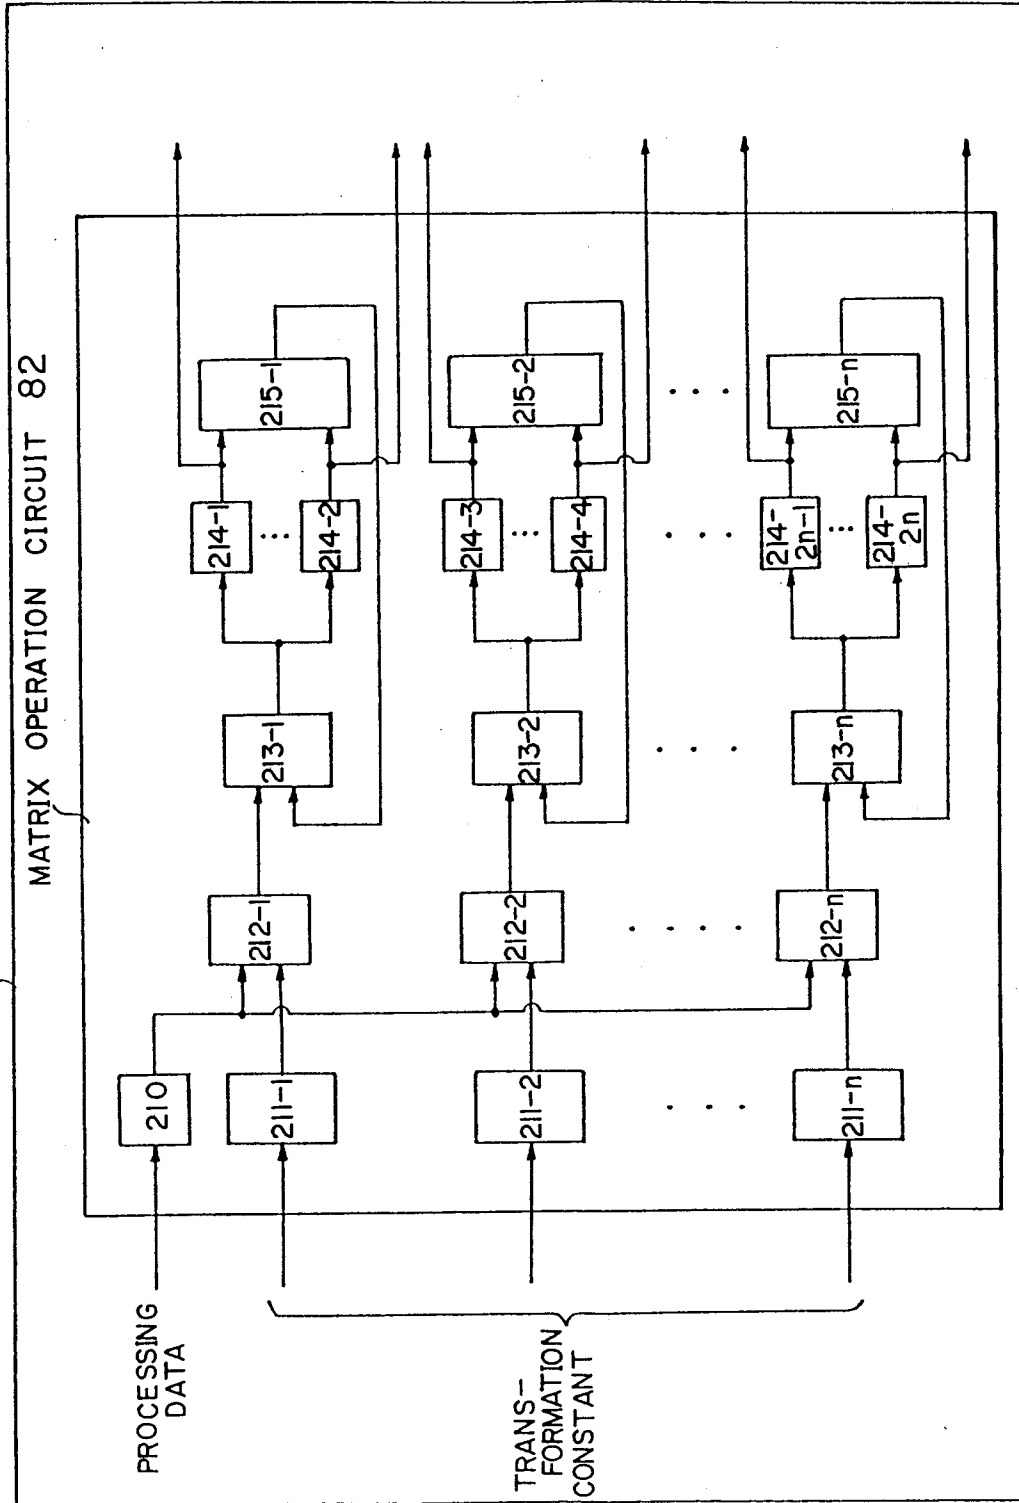 MATRIX OPERATION CIRCUIT 82
PROCESSING
DATA
TRANS-
FORMATION
CONSTANT
210
211-1
212-1
213-1
214-1
214-2
215-1
211-2
212-2
213-2
214-3
214-4
215-2
211-n
212-n
213-n
214-
2n-1
214-
2n
215-n